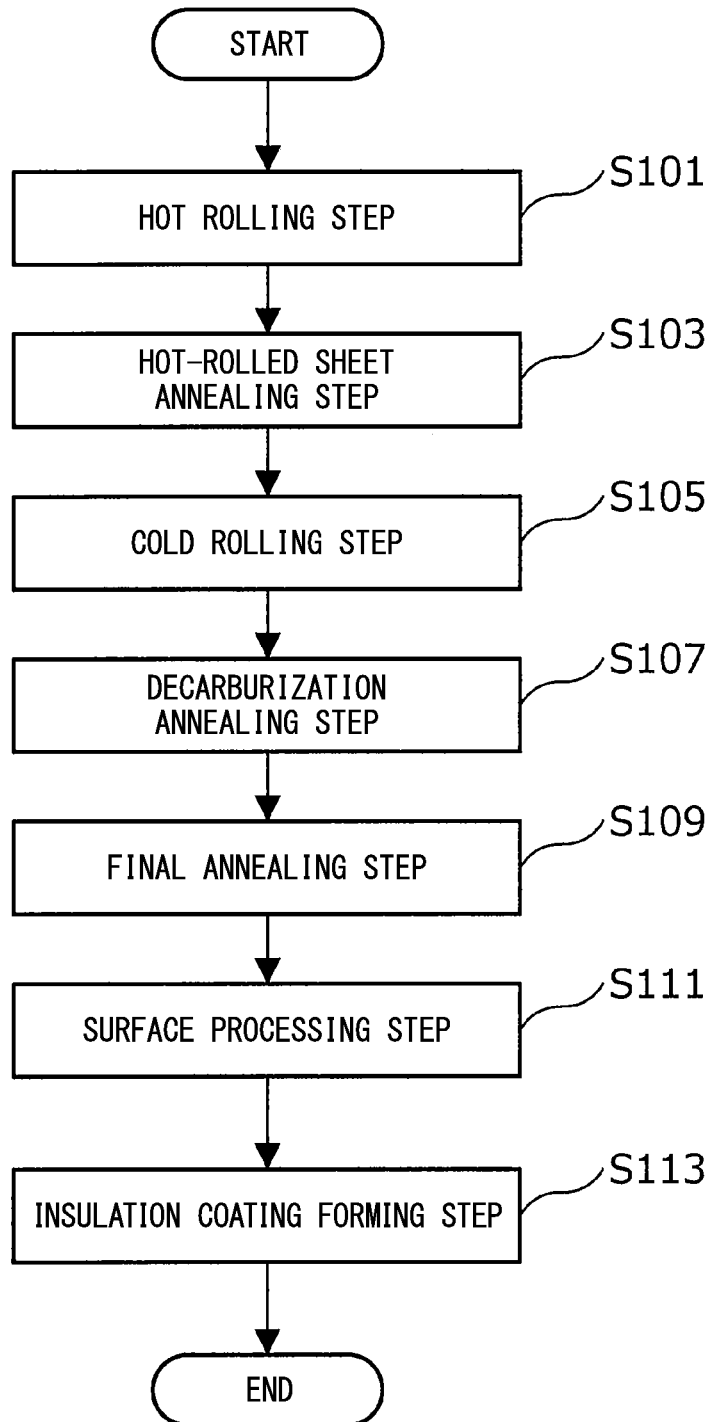 START
S101
HOT ROLLING STEP
S103
HOT-ROLLED SHEET
ANNEALING STEP
S105
COLD ROLLING STEP
S107
DECARBURIZATION
ANNEALING STEP
S109
FINAL ANNEALING STEP
S111
SURFACE PROCESSING STEP
S113
INSULATION COATING FORMING STEP
END